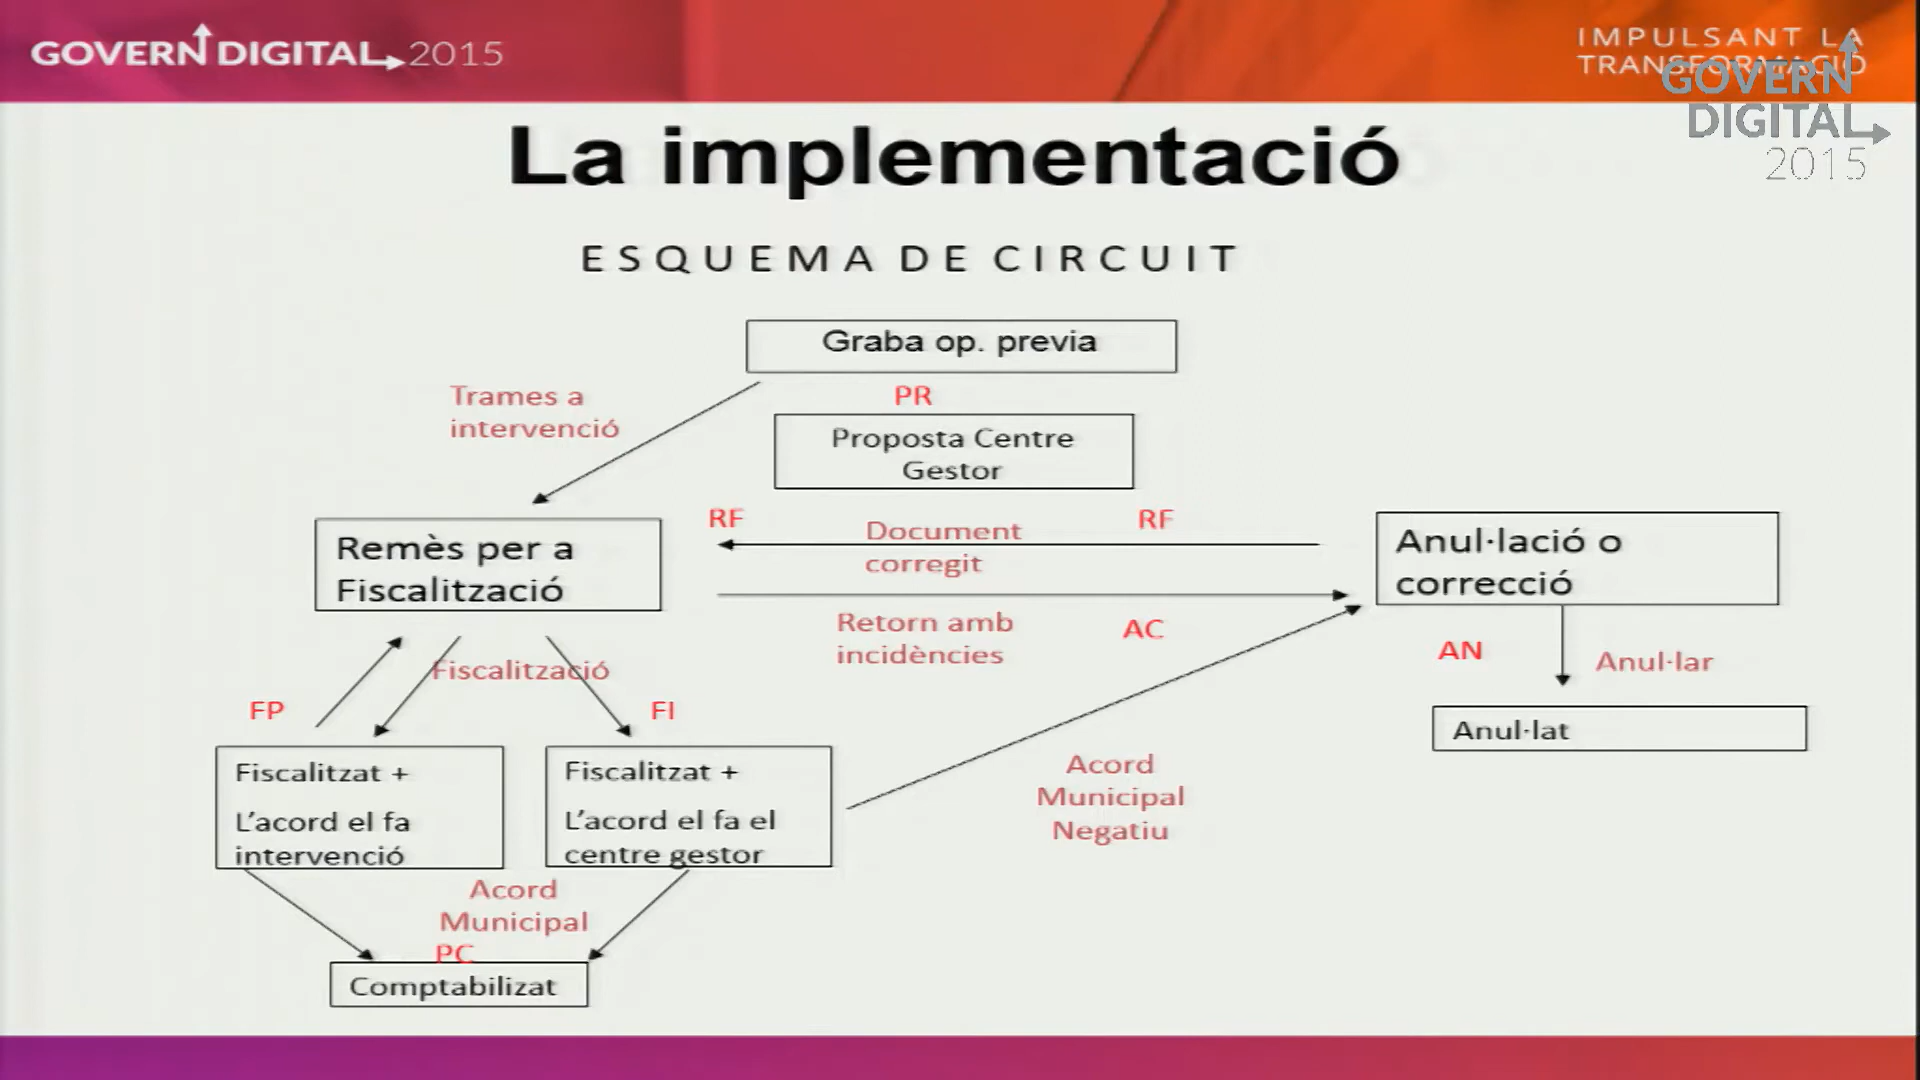 GOVERN DIGITAL 2015
IMPULSANT LA
TRANSFORMACIÓ
GOVERN
DIGITAL
2015
La implementació
ESQUEMA DE CIRCUIT
Graba op. previa
Trames a
intervenció
PR
Proposta Centre
Gestor
RF
Document
corregit
RF
Remès per a
Fiscalització
Anul·lació o
correcció
Retorn amb
incidències
AC
AN
Anul·lar
Fiscalització
FP
FI
Anul·lat
Fiscalitzat +
L’acord el fa
intervenció
Fiscalitzat +
L’acord el fa el
centre gestor
Acord
Municipal
Negatiu
Acord
Municipal
PC
Comptabilizat